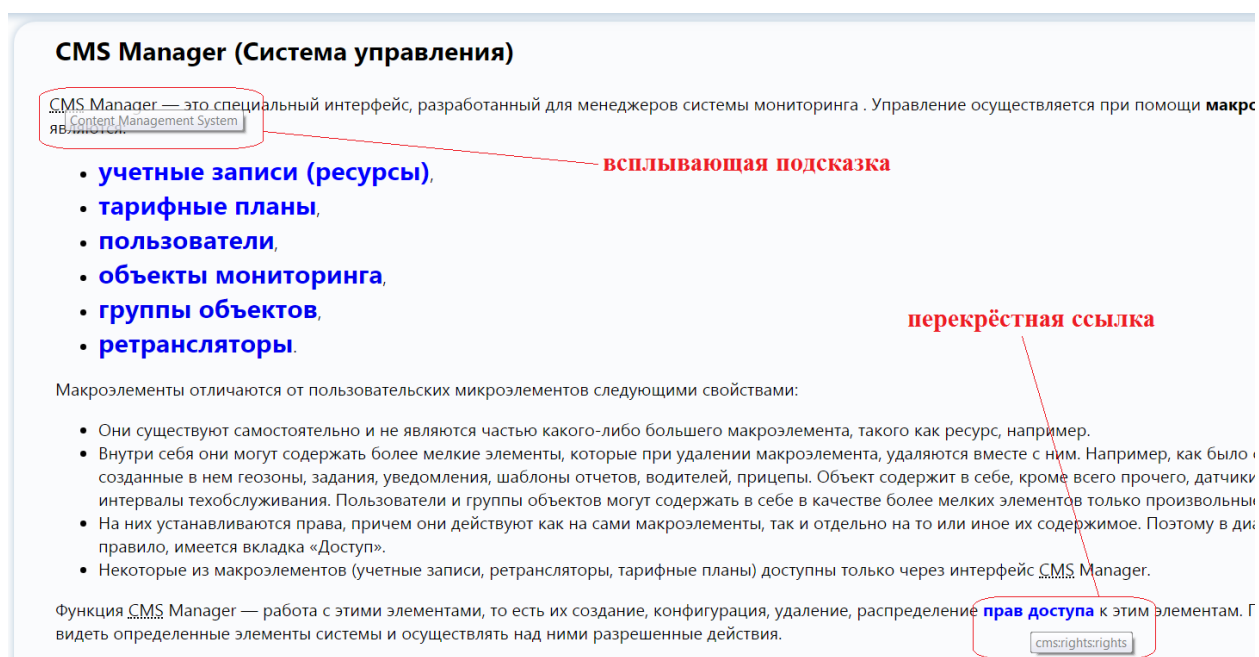 CMS Manager (Система управления)
CMS Manager — это специальный интерфейс, разработанный для менеджеров системы мониторинга . Управление осуществляется при помощи макро
Content Management System
являются:
всплывающая подсказка
• учетные записи (ресурсы),
• тарифные планы,
• пользователи,
• объекты мониторинга,
• группы объектов,
• ретрансляторы.
перекрёстная ссылка
Макроэлементы отличаются от пользовательских микроэлементов следующими свойствами:
• Они существуют самостоятельно и не являются частью какого-либо большего макроэлемента, такого как ресурс, например.
• Внутри себя они могут содержать более мелкие элементы, которые при удалении макроэлемента, удаляются вместе с ним. Например, как было
созданные в нем геозоны, задания, уведомления, шаблоны отчетов, водителей, прицепы. Объект содержит в себе, кроме всего прочего, датчики
интервалы техобслуживания. Пользователи и группы объектов могут содержать в себе в качестве более мелких элементов только произвольные
• На них устанавливаются права, причем они действуют как на сами макроэлементы, так и отдельно на то или иное их содержимое. Поэтому в диа
правило, имеется вкладка «Доступ».
• Некоторые из макроэлементов (учетные записи, ретрансляторы, тарифные планы) доступны только через интерфейс CMS Manager.
Функция CMS Manager — работа с этими элементами, то есть их создание, конфигурация, удаление, распределение прав доступа к этим элементам.
видеть определенные элементы системы и осуществлять над ними разрешенные действия.
cms:rights:rights